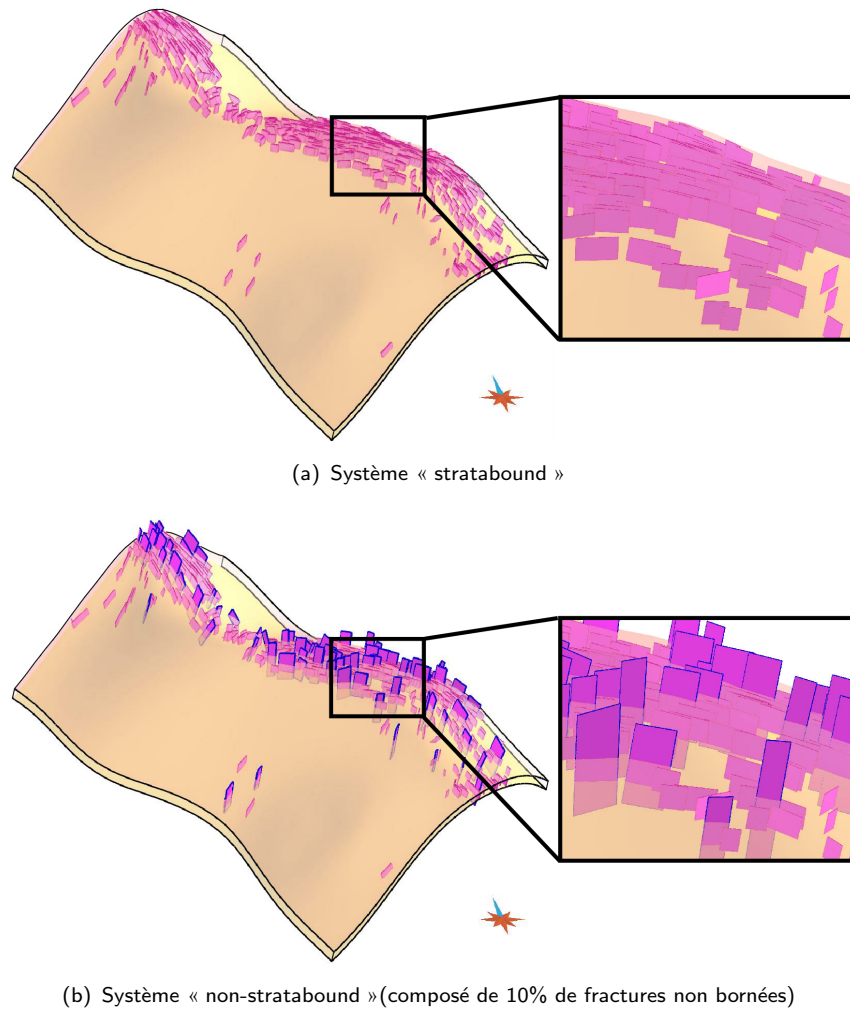 (a) Système « stratabound »
(b) Système « non-stratabound »(composé de 10% de fractures non bornées)